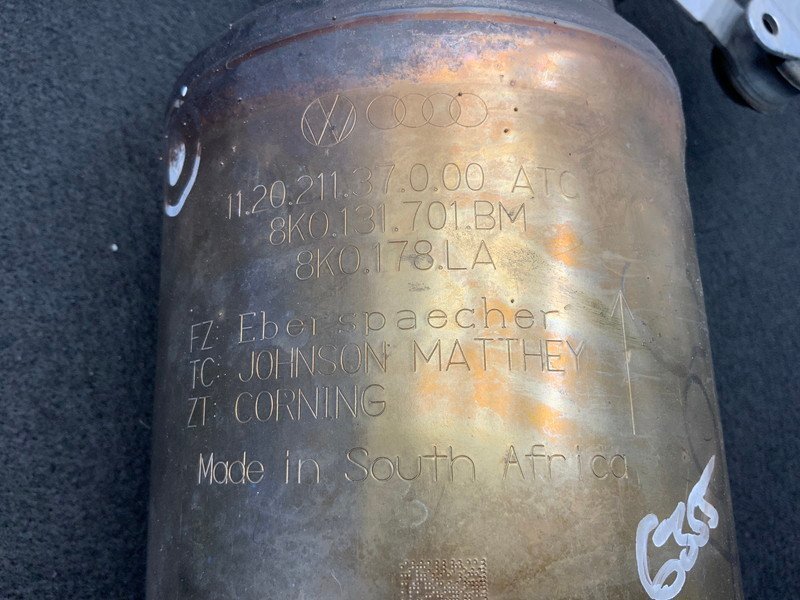 11.20.211.37.0.00 ATC
8K0.131.701.BM
8K0.178.LA
FZ: Eberspaecher
TC: JOHNSON MATTHEY
ZT: CORNING
Made in South Africa